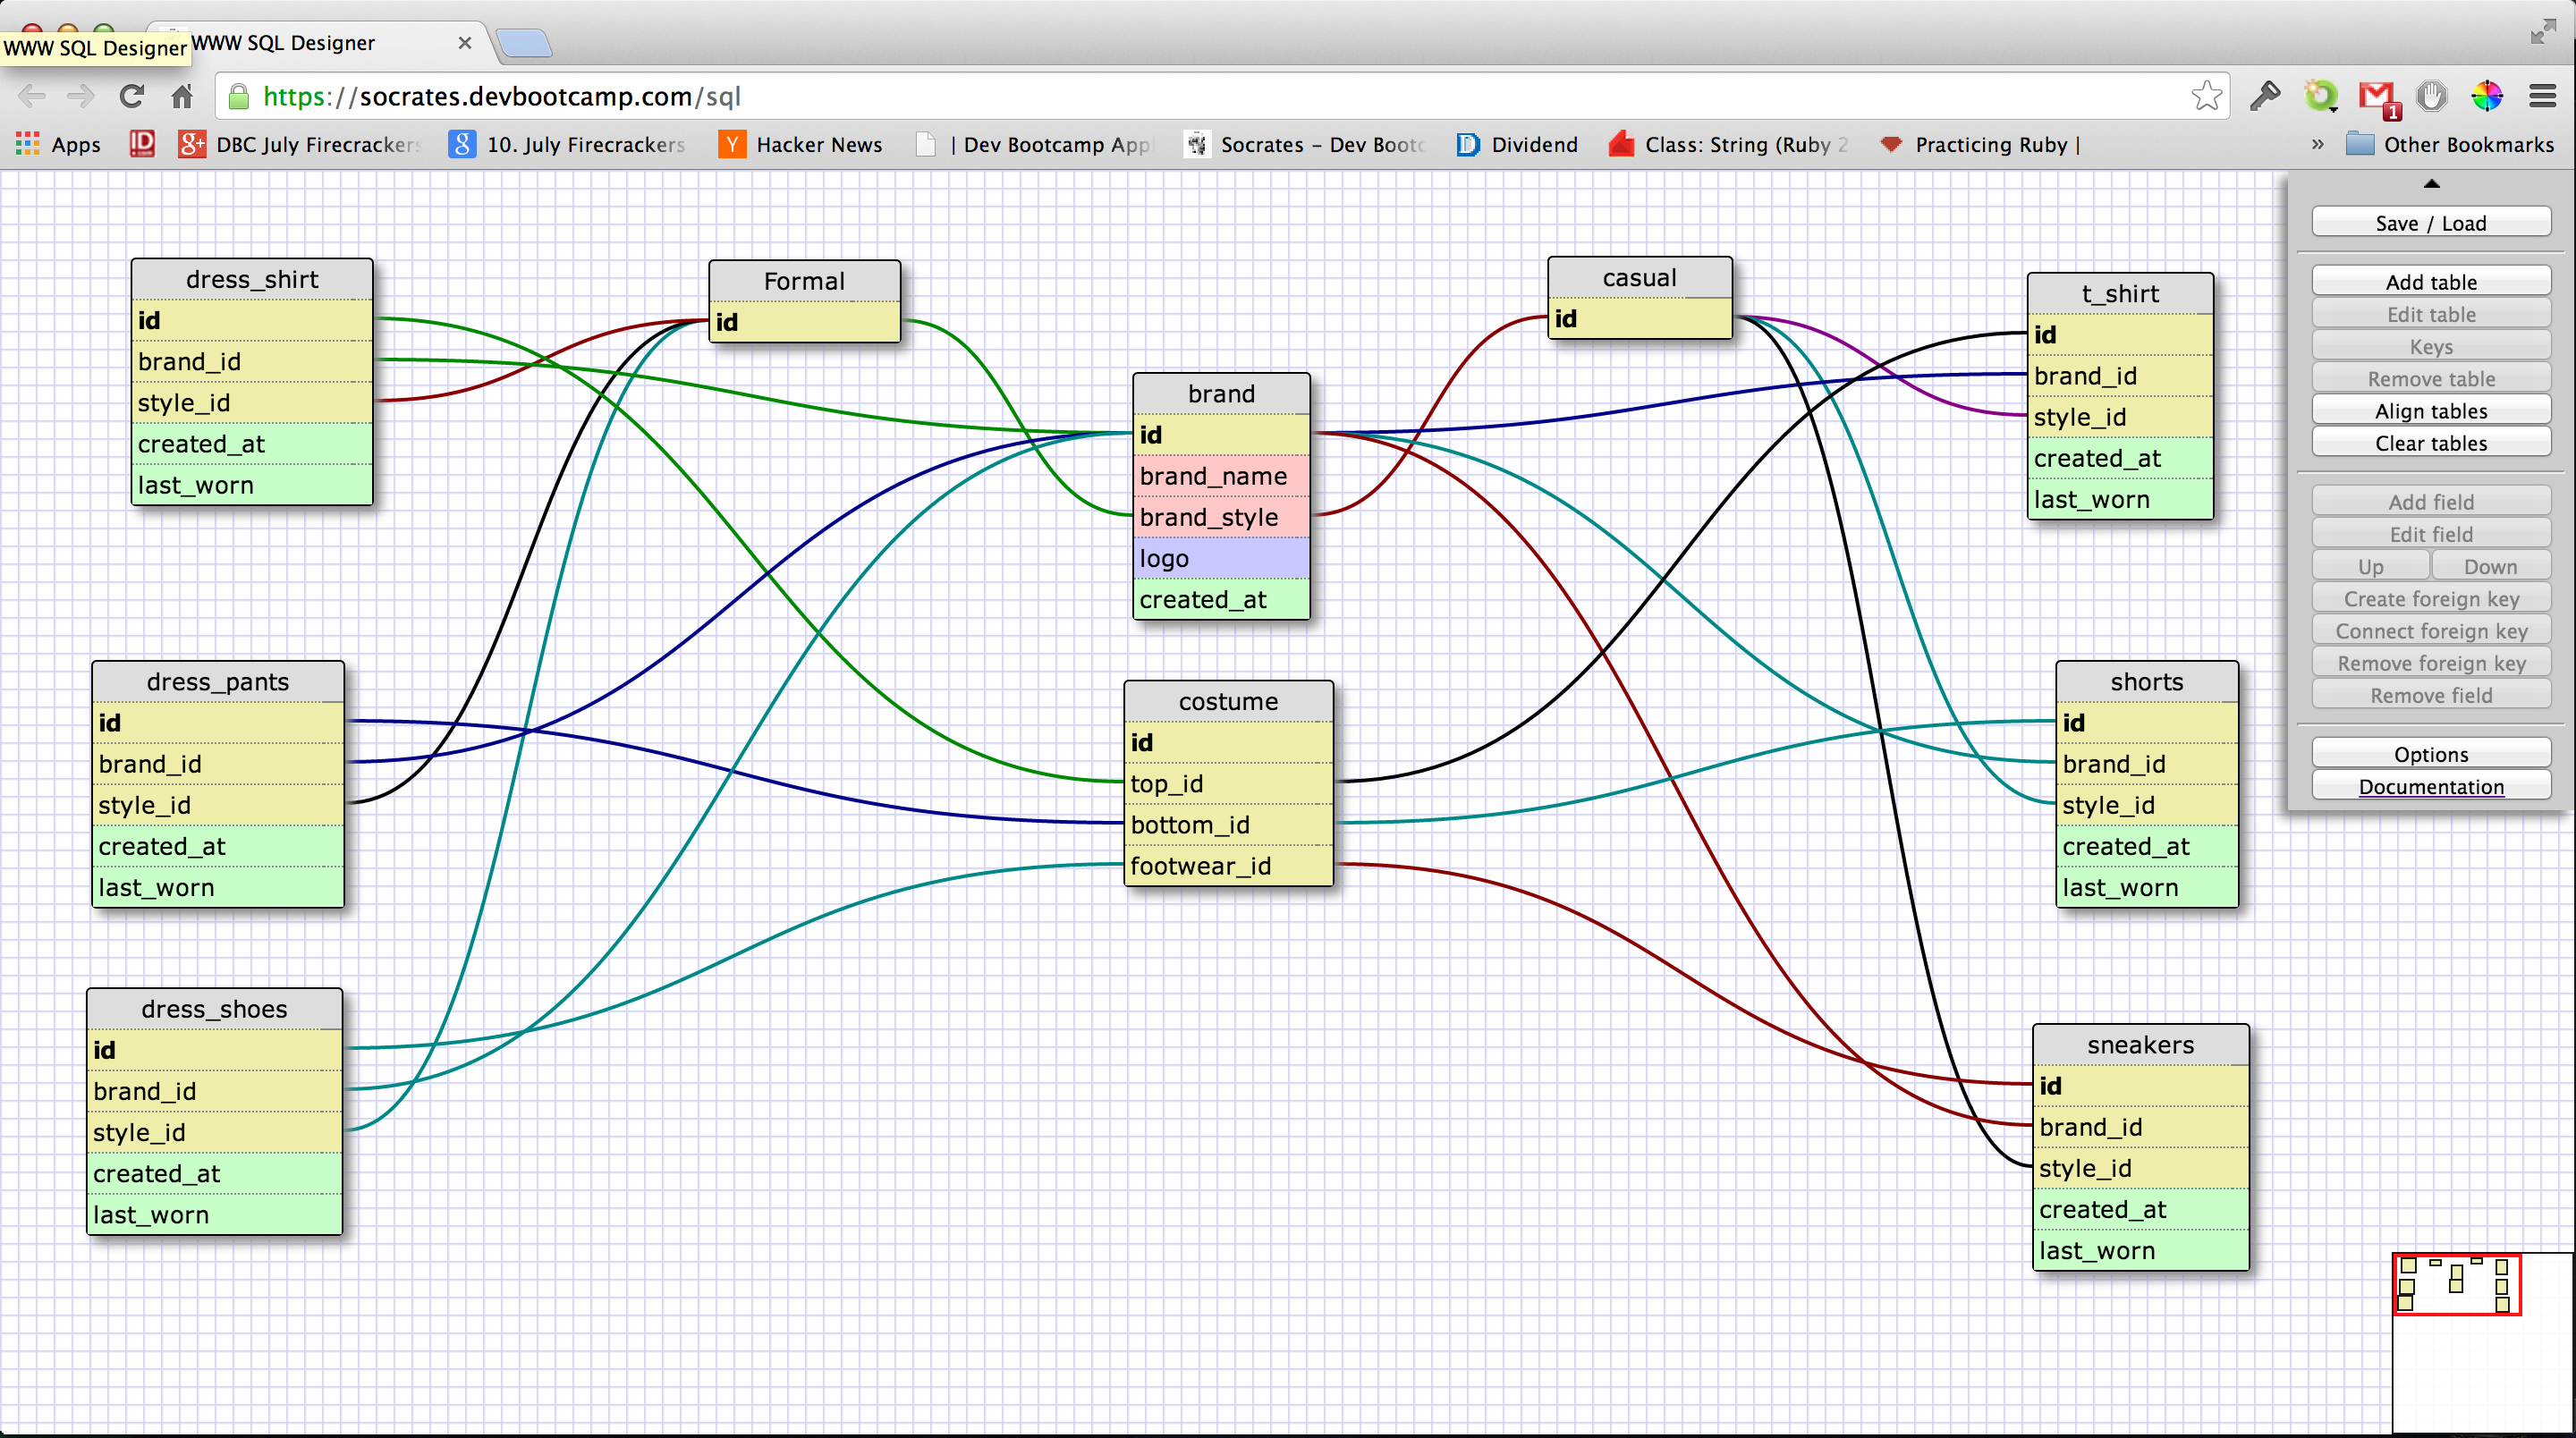 WWW SQL Designer
WWW SQL Designer
https://socrates.devbootcamp.com/sql
1
Apps
ID
g+ DBC July Firecrackers
g 10. July Firecrackers
Y Hacker News
| Dev Bootcamp App
Socrates – Dev Bootc
D Dividend
Class: String (Ruby 2
Practicing Ruby |
» Other Bookmarks
dress_shirt
id
brand_id
style_id
created_at
last_worn
Formal
id
brand
id
brand_name
brand_style
logo
created_at
casual
id
t_shirt
id
brand_id
style_id
created_at
last_worn
dress_pants
id
brand_id
style_id
created_at
last_worn
costume
id
top_id
bottom_id
footwear_id
shorts
id
brand_id
style_id
created_at
last_worn
dress_shoes
id
brand_id
style_id
created_at
last_worn
sneakers
id
brand_id
style_id
created_at
last_worn
Save / Load
Add table
Edit table
Keys
Remove table
Align tables
Clear tables
Add field
Edit field
Up Down
Create foreign key
Connect foreign key
Remove foreign key
Remove field
Options
Documentation